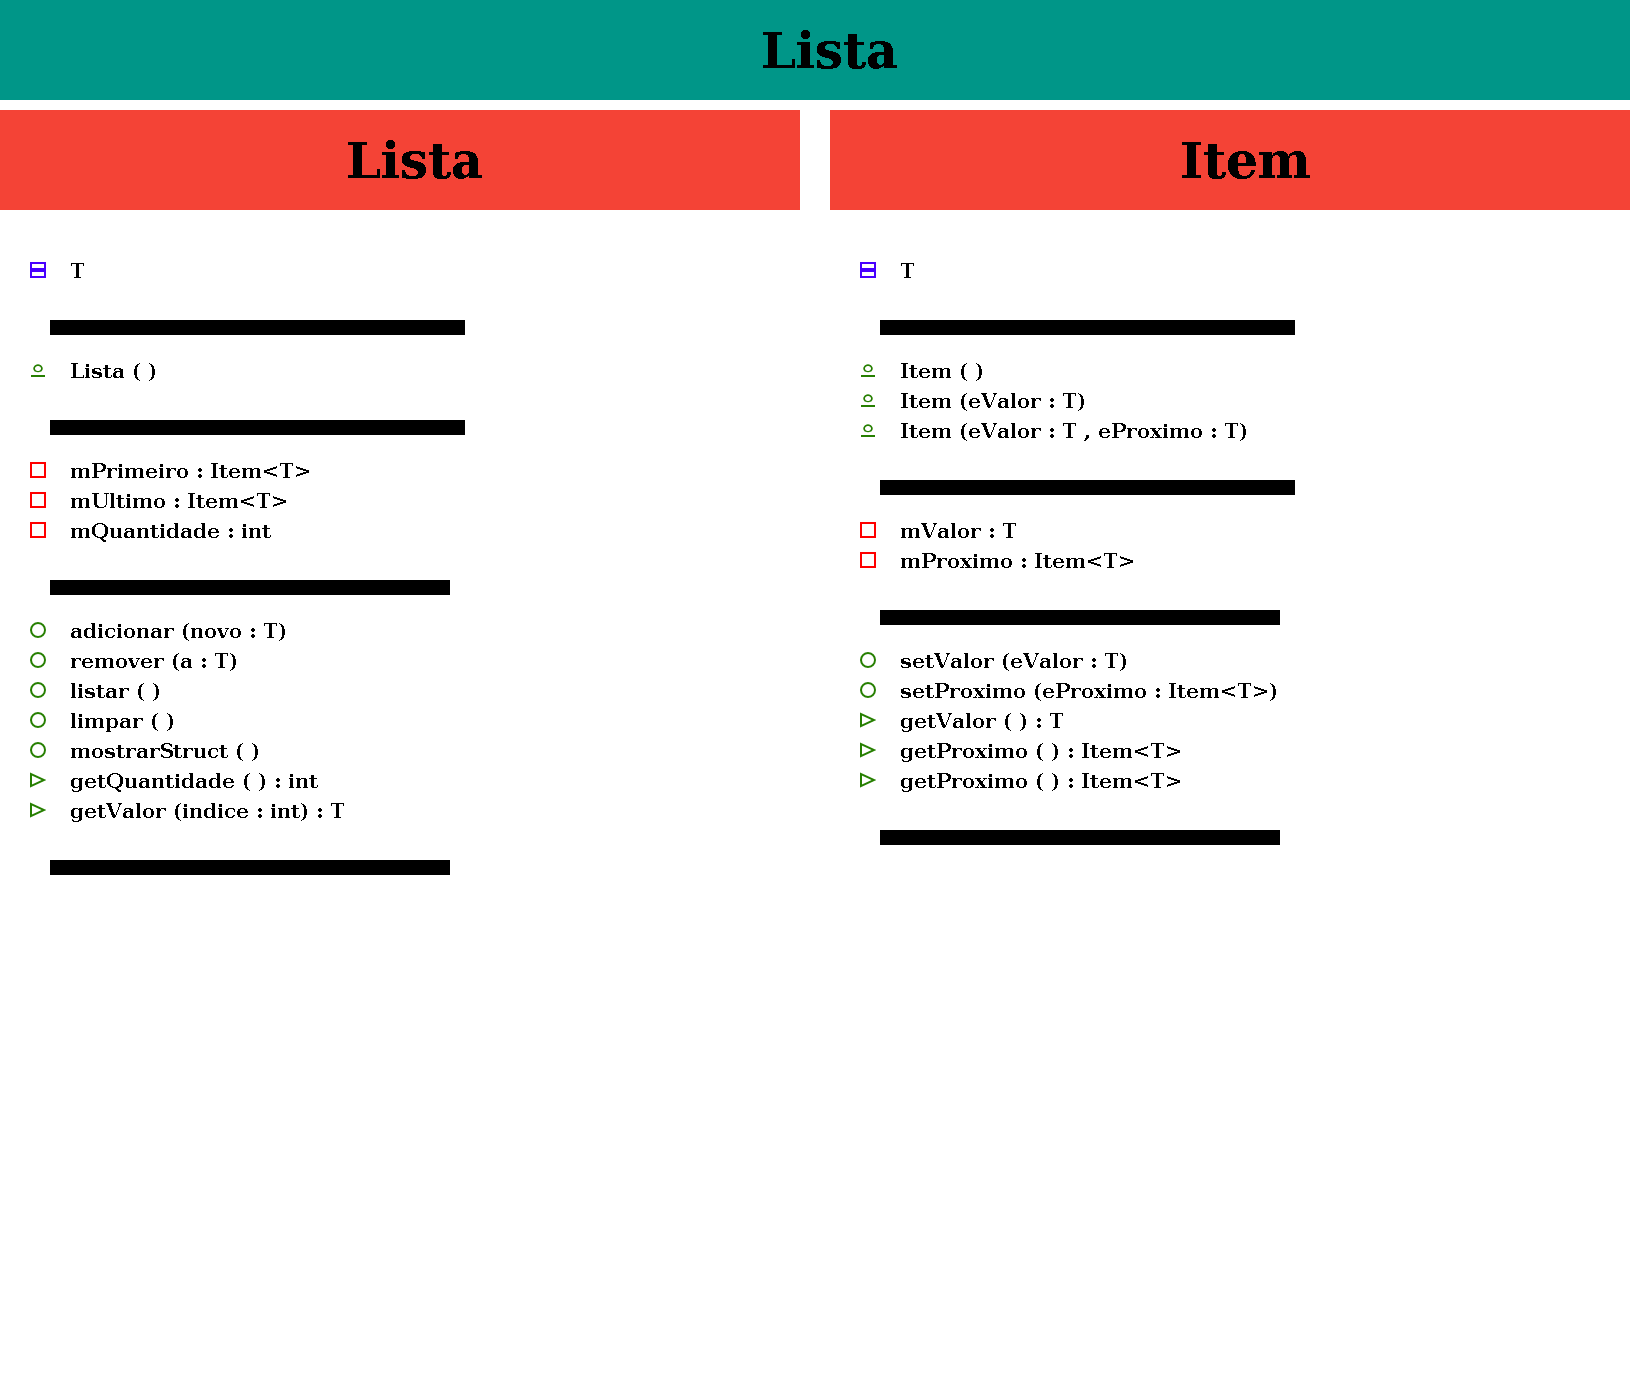 Lista
Lista
T
Lista ( )
mPrimeiro : Item<T>
mUltimo : Item<T>
mQuantidade : int
adicionar (novo : T)
remover (a : T)
listar ( )
limpar ( )
mostrarStruct ( )
getQuantidade ( ) : int
getValor (indice : int) : T
Item
T
Item ( )
Item (eValor : T)
Item (eValor : T , eProximo : T)
mValor : T
mProximo : Item<T>
setValor (eValor : T)
setProximo (eProximo : Item<T>)
getValor ( ) : T
getProximo ( ) : Item<T>
getProximo ( ) : Item<T>